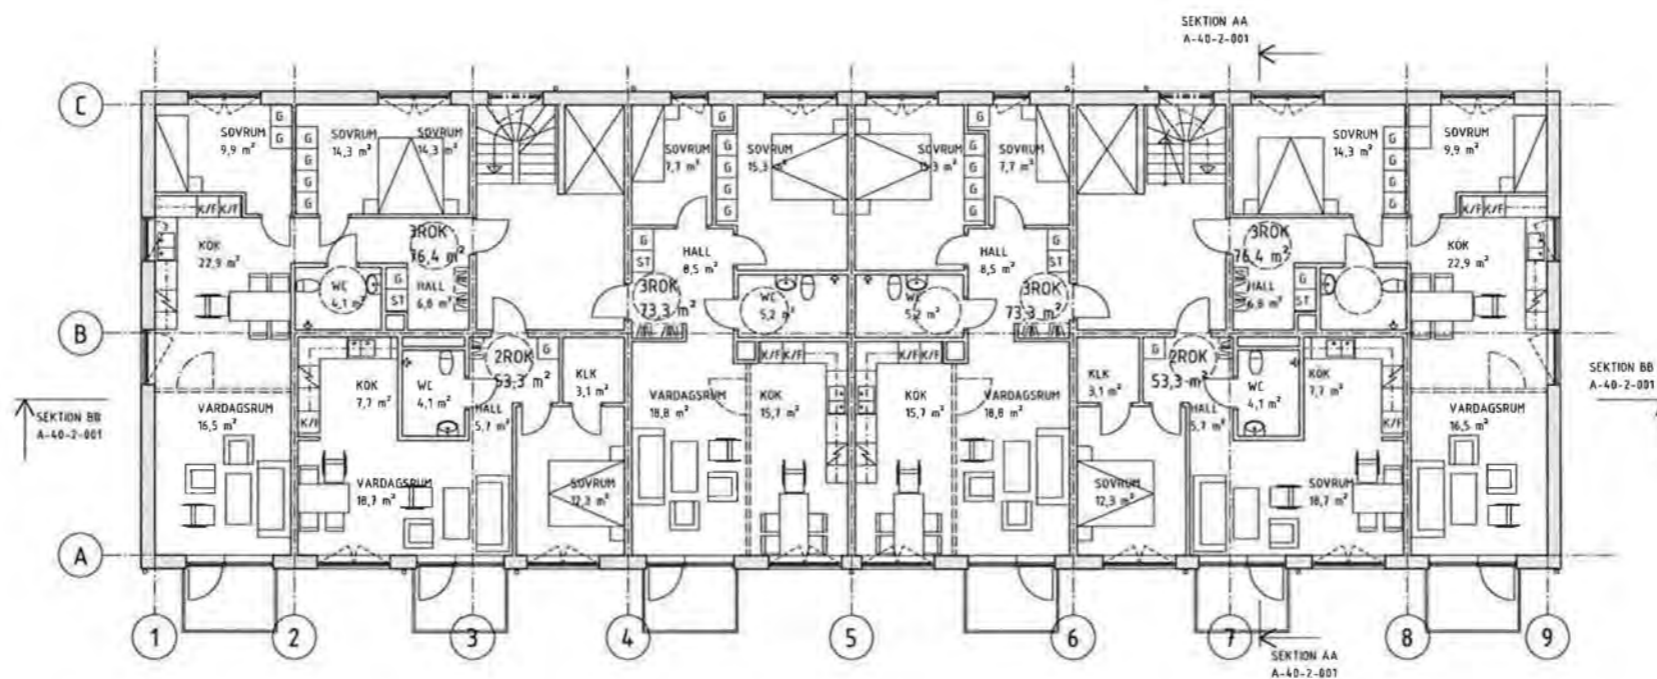 SEKTION AA
A-40-2-001
C
SOVRUM
9,9 m²
G
G
G
G
G
G
SOVRUM
14,3 m²
SOVRUM
14,3 m²
SOVRUM
7,7 m²
G
G
G
G
G
SOVRUM
15,3 m²
SOVRUM
15,3 m²
G
G
G
G
G
SOVRUM
7,7 m²
SOVRUM
14,3 m²
G
G
G
G
SOVRUM
9,9 m²
K/F K/F
KÖK
22,9 m²
3ROK
76,4 m²
WC
4,1 m²
G
ST
HALL
6,8 m²
G
ST
HALL
8,5 m²
3ROK
73,3 m²
WC
5,2 m²
WC
5,2 m²
HALL
8,5 m²
G
ST
3ROK
73,3 m²
3ROK
76,4 m²
HALL
6,8 m²
G
ST
K/F K/F
KÖK
22,9 m²
B
KÖK
7,7 m²
K/F
WC
4,1 m²
2ROK
53,3 m²
G
HALL
5,7 m²
KLK
3,1 m²
VARDAGSRUM
18,8 m²
K/F K/F
KÖK
15,7 m²
K/F K/F
KÖK
15,7 m²
VARDAGSRUM
18,8 m²
KLK
3,1 m²
G
2ROK
53,3 m²
HALL
5,7 m²
WC
4,1 m²
KÖK
7,7 m²
K/F
SEKTION BB
A-40-2-001
SEKTION BB
A-40-2-001
VARDAGSRUM
16,5 m²
VARDAGSRUM
16,5 m²
VARDAGSRUM
18,7 m²
SOVRUM
12,3 m²
SOVRUM
12,3 m²
SOVRUM
18,7 m²
A
1
2
3
4
5
6
7
8
9
SEKTION AA
A-40-2-001